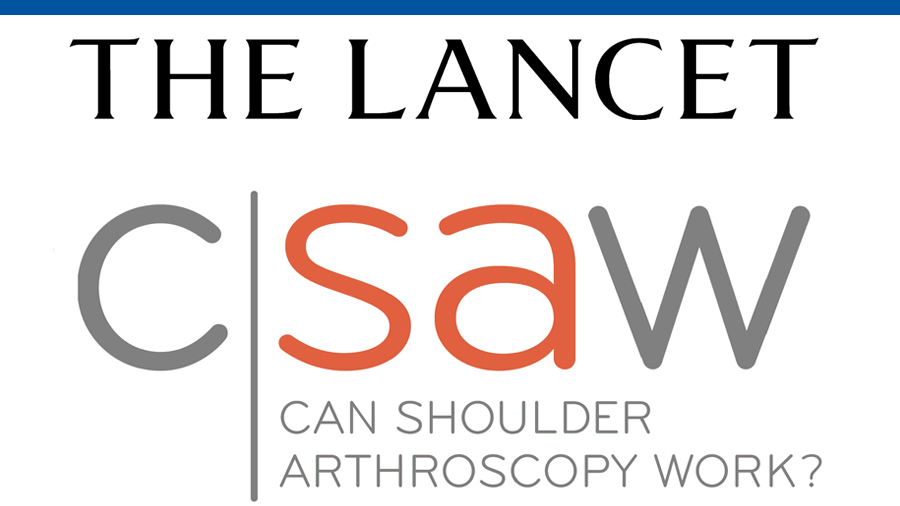 THE LANCET
c|saw
CAN SHOULDER
ARTHROSCOPY WORK?